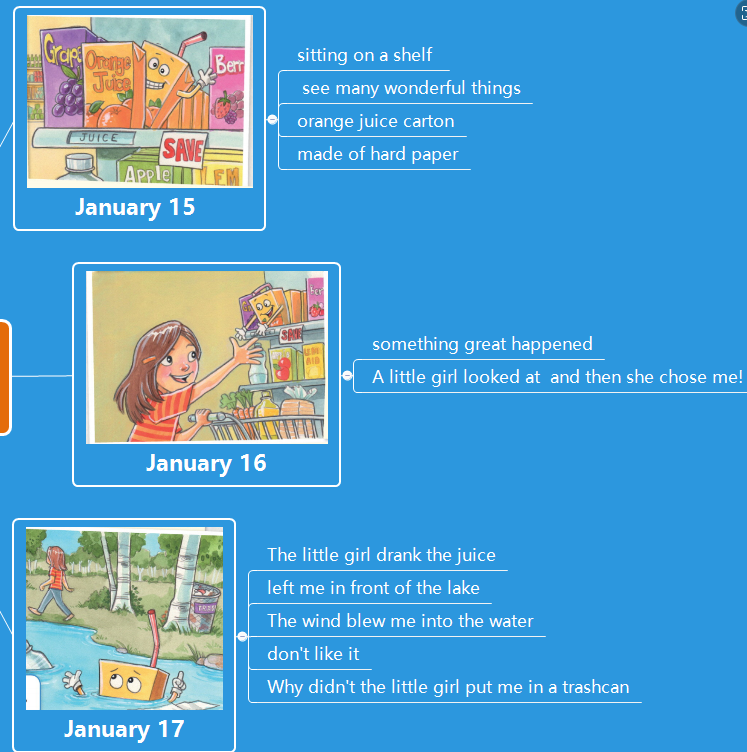 Grape
Orange
Juice
Berr
JUICE
SAVE
APPle
LEM
January 15
sitting on a shelf
see many wonderful things
orange juice carton
made of hard paper
SAVE
January 16
something great happened
A little girl looked at and then she chose me!
January 17
The little girl drank the juice
left me in front of the lake
The wind blew me into the water
don't like it
Why didn't the little girl put me in a trashcan